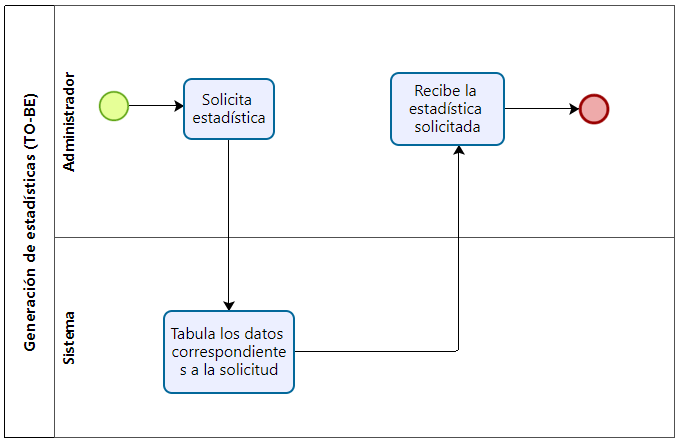 Generación de estadísticas (TO-BE)
Administrador
Solicita
estadística
Recibe la
estadística
solicitada
Sistema
Tabula los datos
correspondiente
s a la solicitud